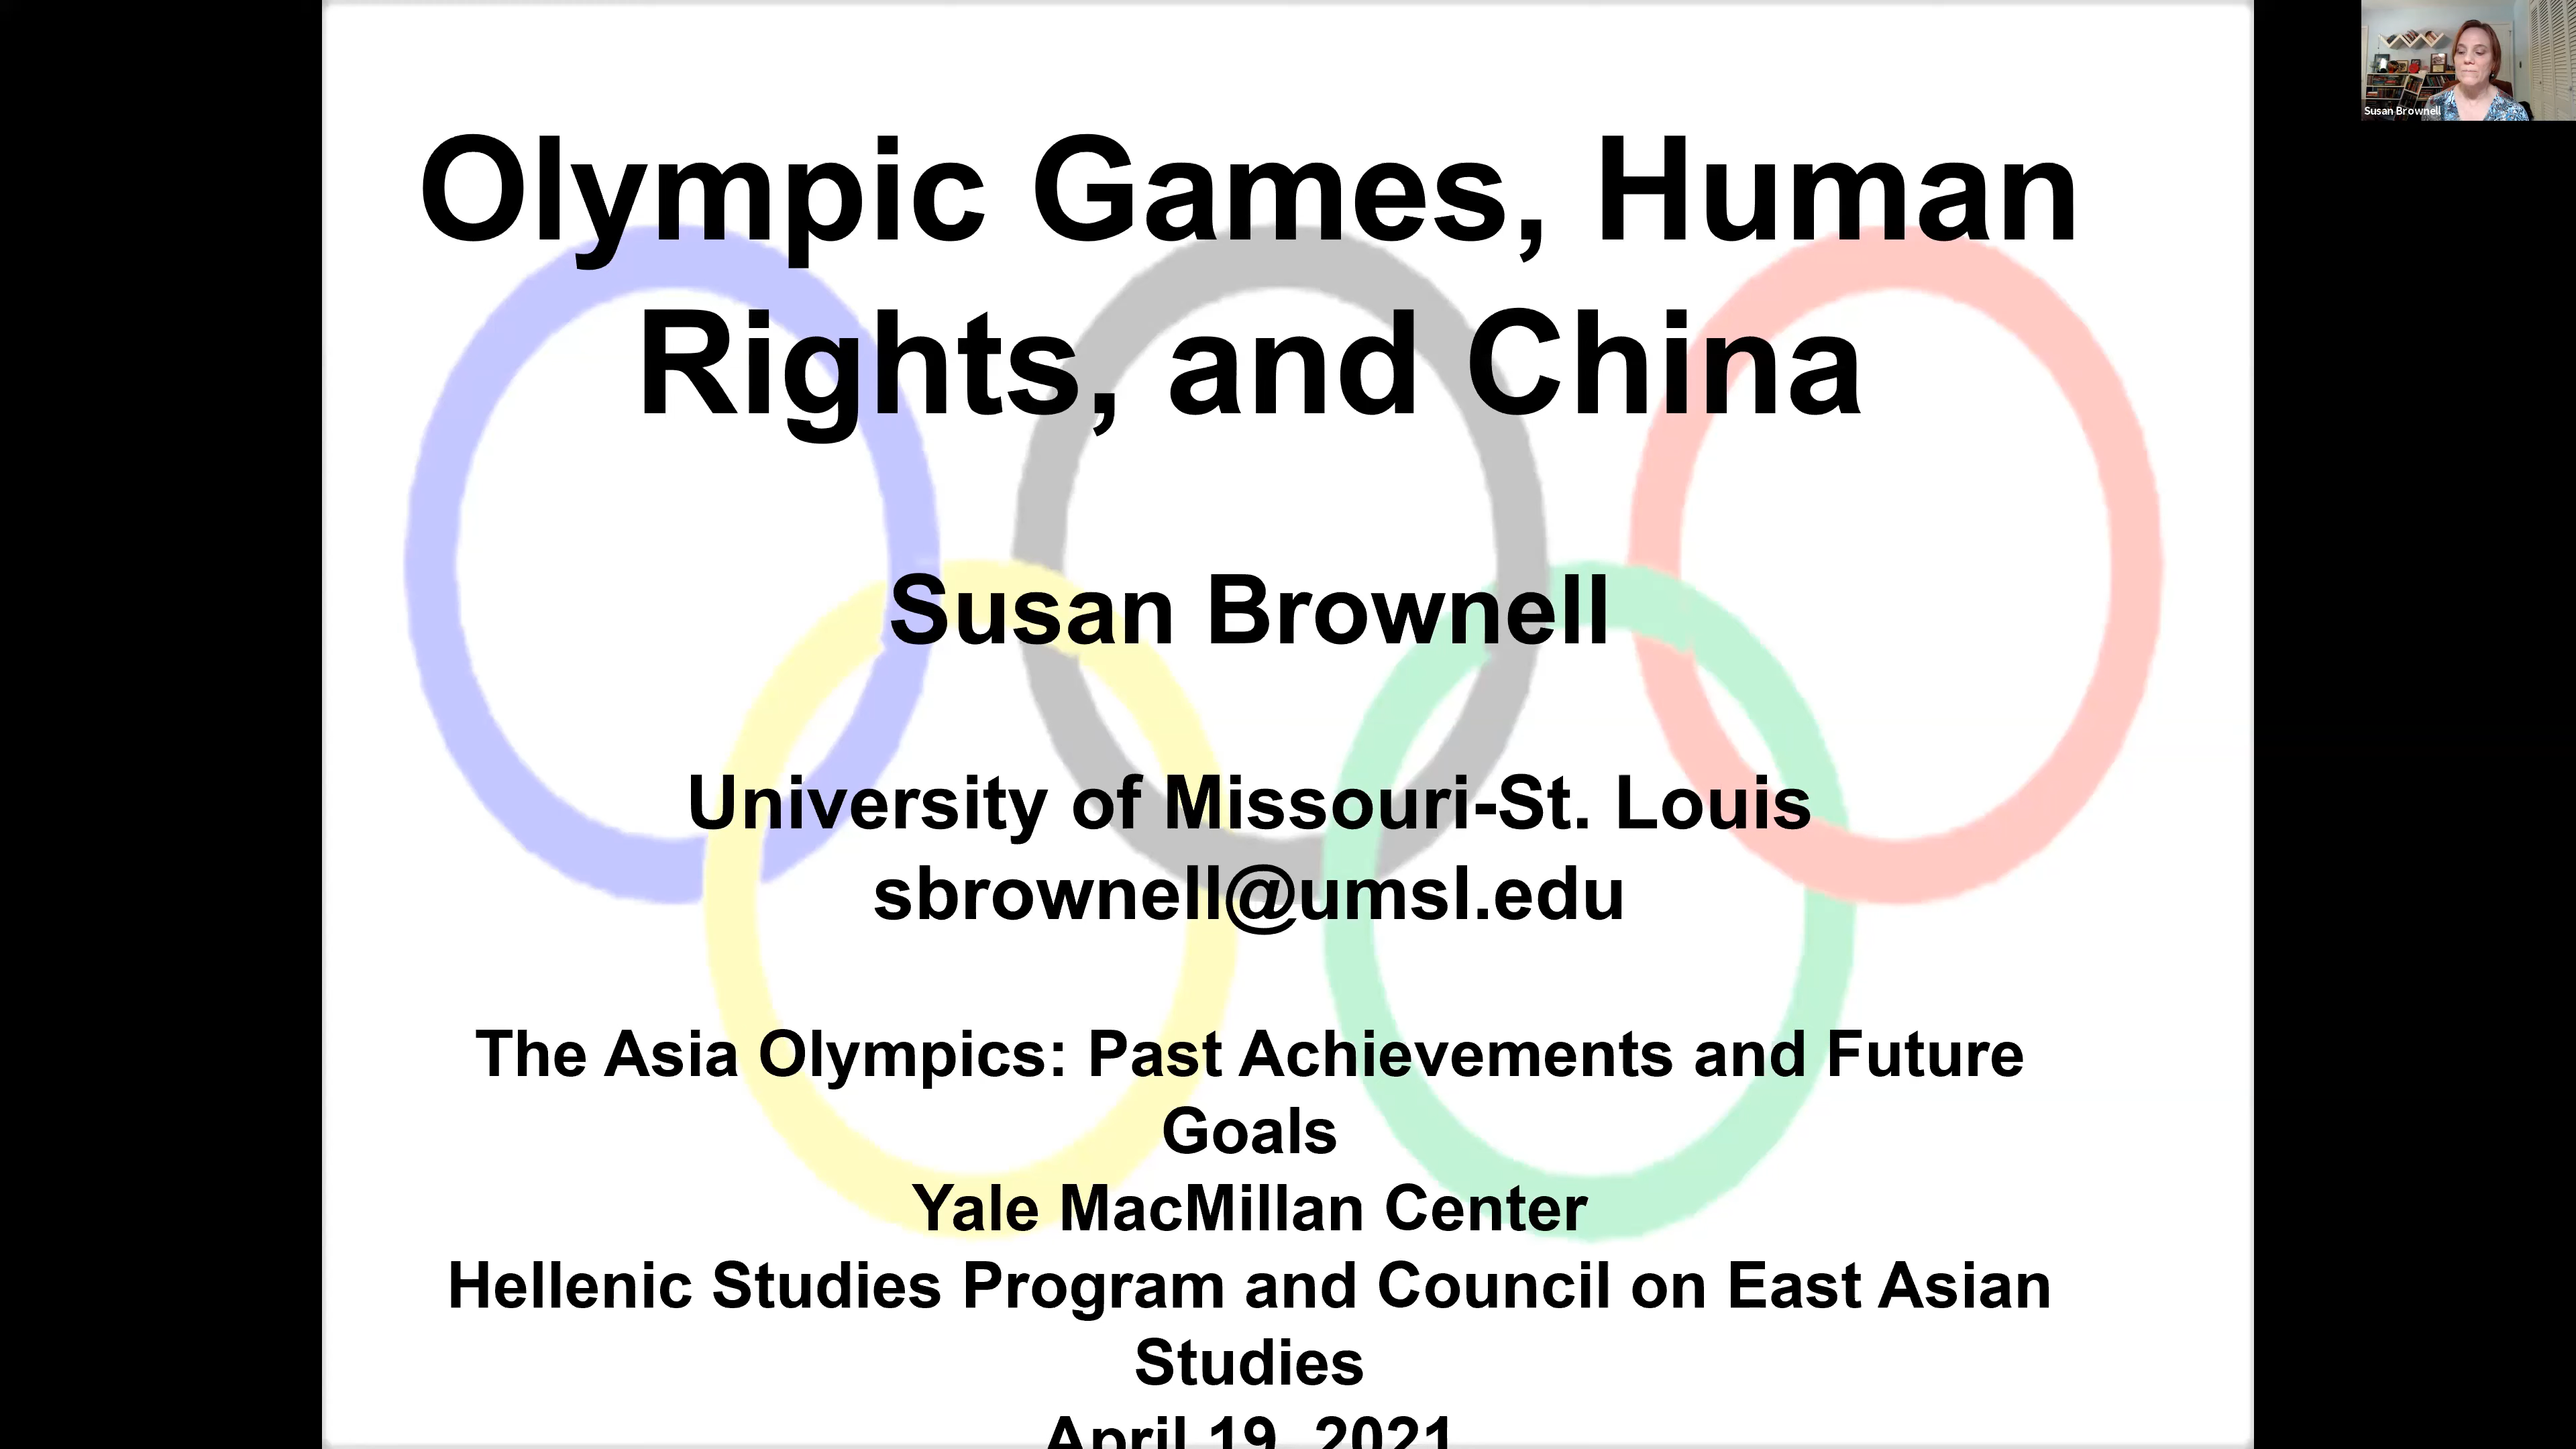 Olympic Games, Human
Rights, and China
Susan Brownell
University of Missouri-St. Louis
sbrownell@umsl.edu
The Asia Olympics: Past Achievements and Future
Goals
Yale MacMillan Center
Hellenic Studies Program and Council on East Asian
Studies
April 19, 2021
Susan Brownell